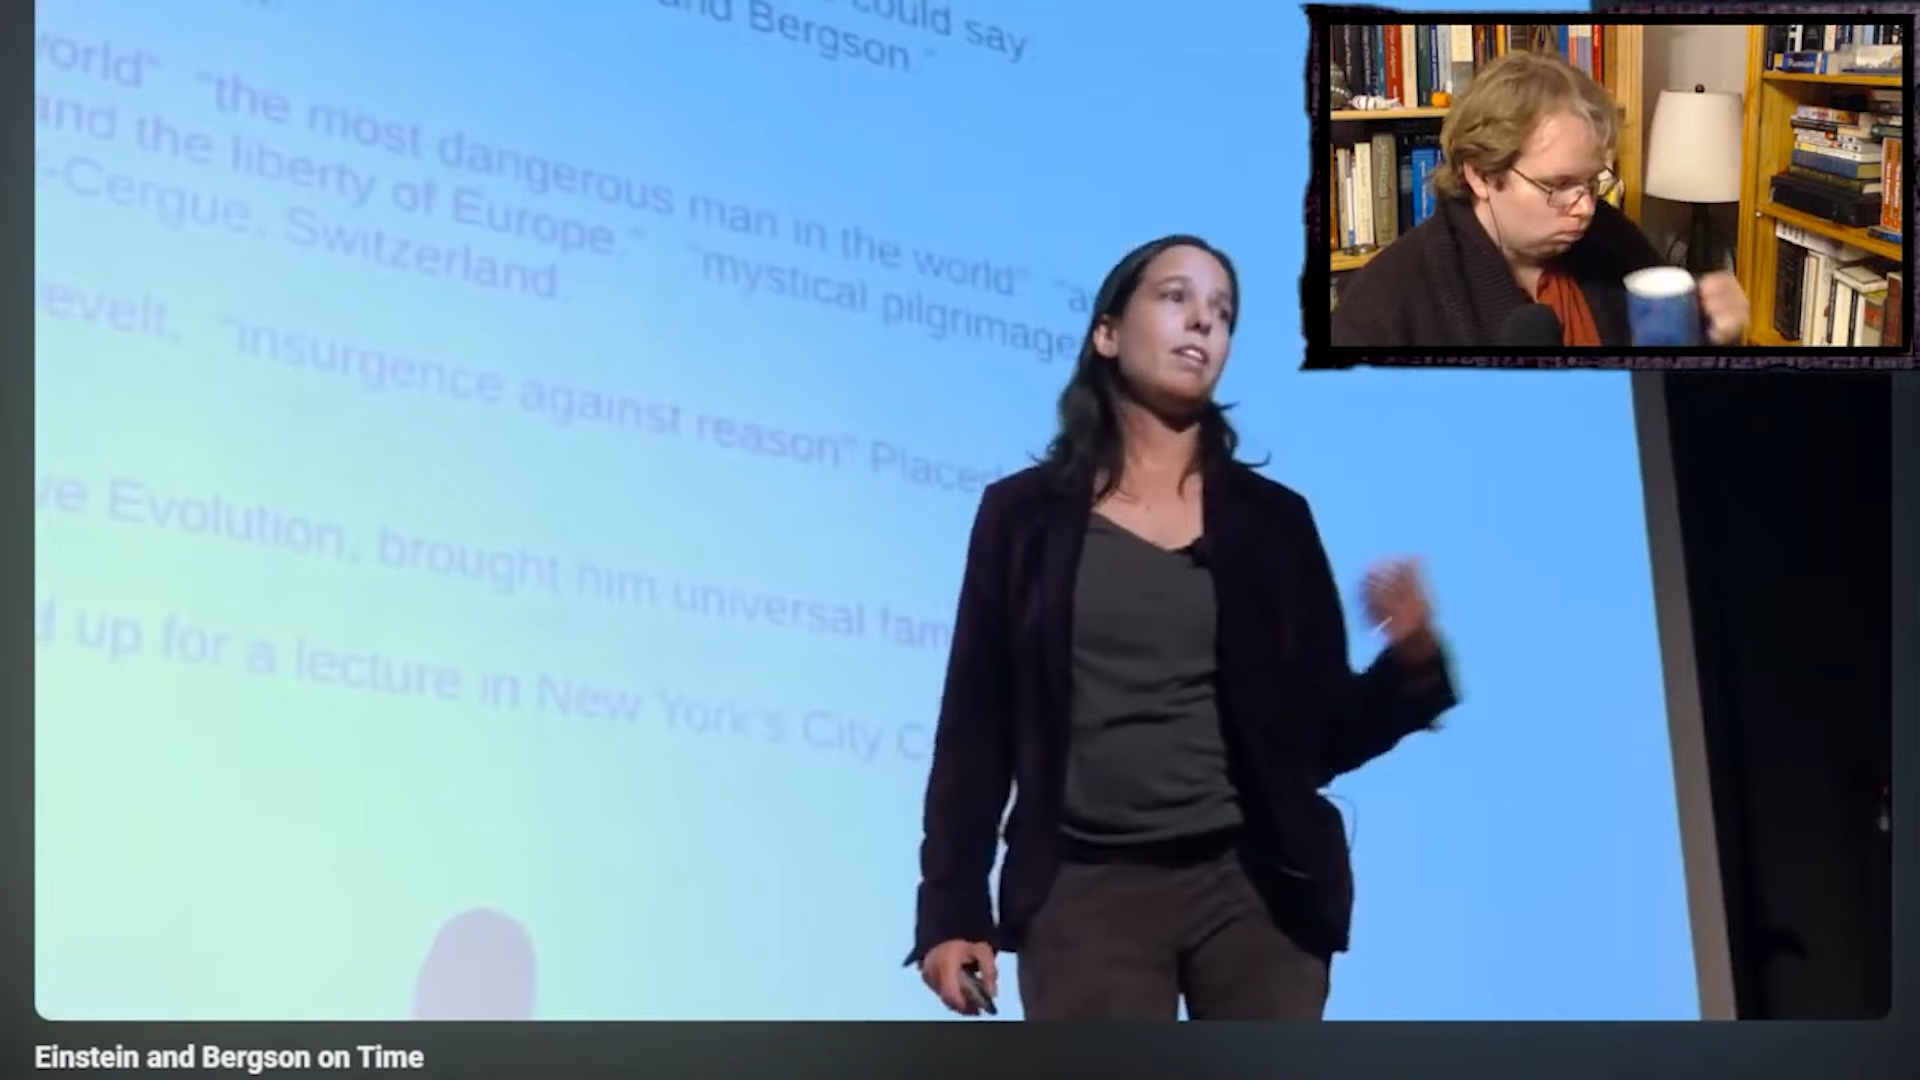 could say
and Bergson."
world" "the most dangerous man in the world"
and the liberty of Europe." "mystical pilgrimage
-Cergue, Switzerland.
evelt, "insurgence against reason" Placed
ve Evolution, brought him universal fam
d up for a lecture in New York's City C
Einstein and Bergson on Time